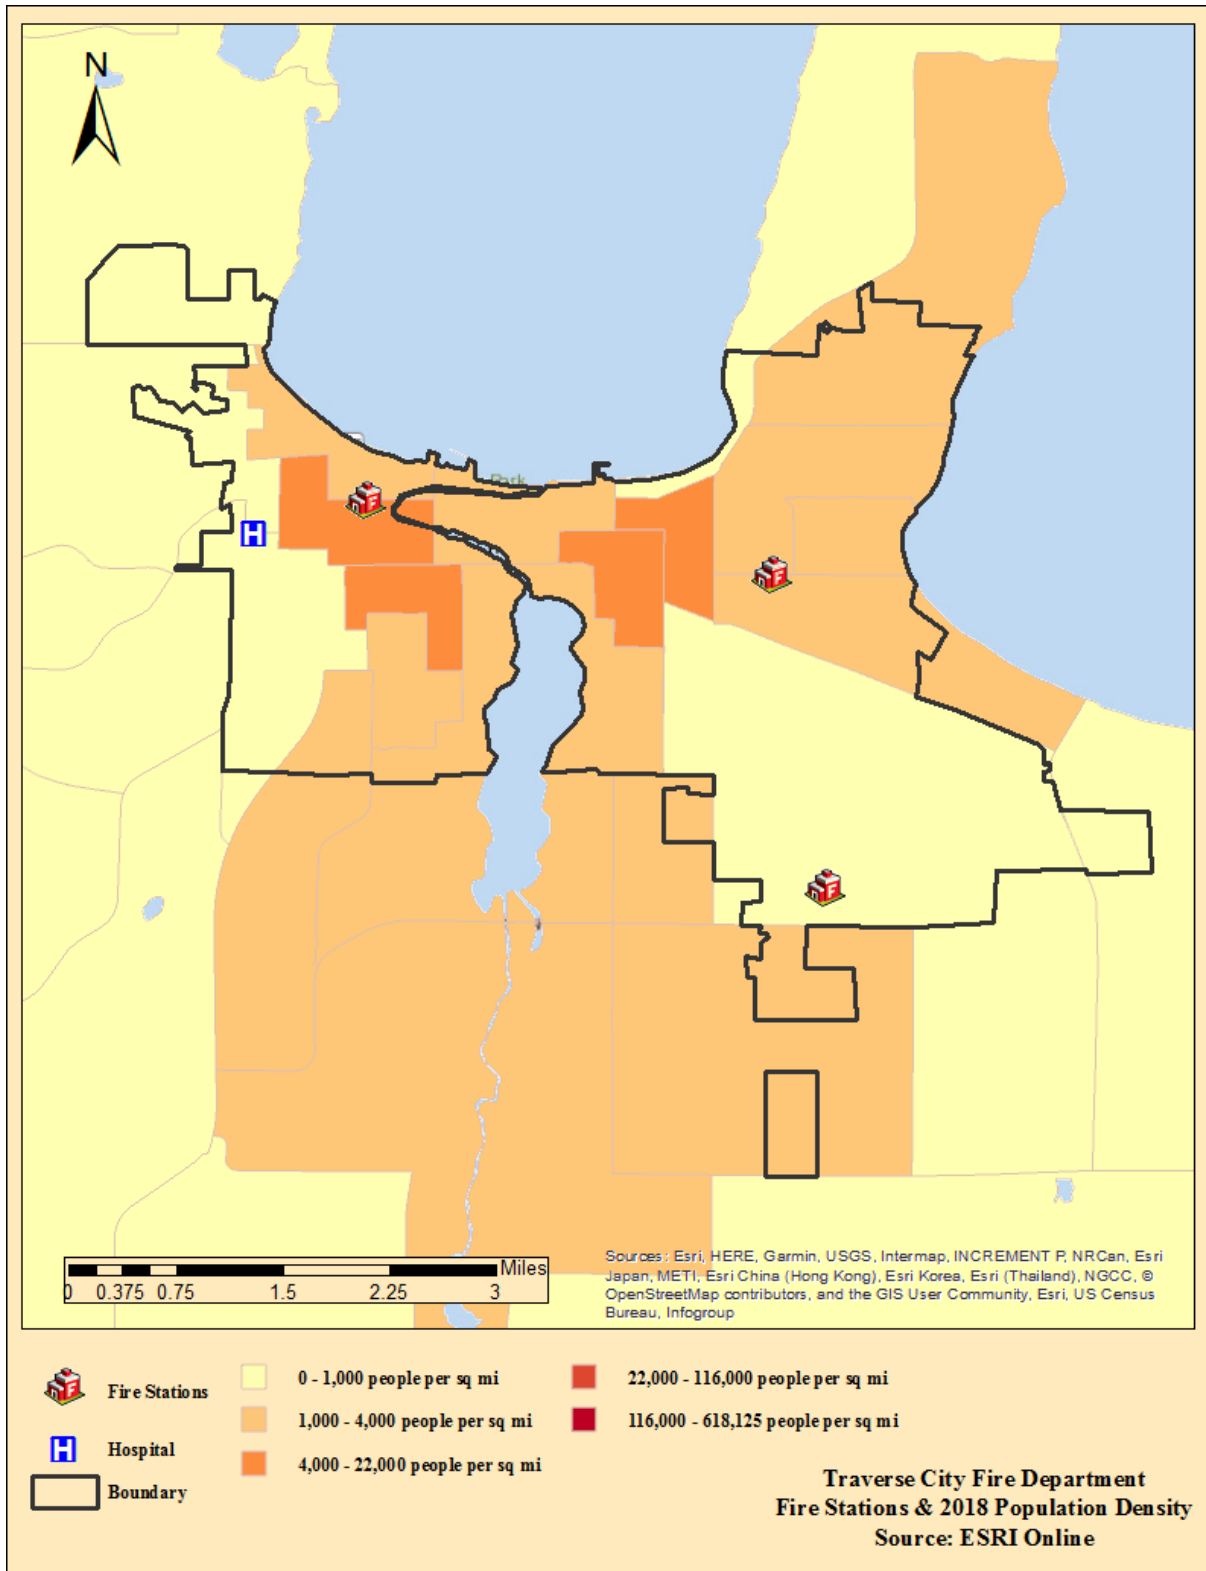 N
Park
Miles
0 0.375 0.75 1.5 2.25 3
Sources: Esri, HERE, Garmin, USGS, Intermap, INCREMENT P, NRCan, Esri
Japan, METI, Esri China (Hong Kong), Esri Korea, Esri (Thailand), NGCC, ©
OpenStreetMap contributors, and the GIS User Community, Esri, US Census
Bureau, Infogroup
F
Fire Stations
H
Hospital
Boundary
0 - 1,000 people per sq mi
1,000 - 4,000 people per sq mi
4,000 - 22,000 people per sq mi
22,000 - 116,000 people per sq mi
116,000 - 618,125 people per sq mi
Traverse City Fire Department
Fire Stations & 2018 Population Density
Source: ESRI Online